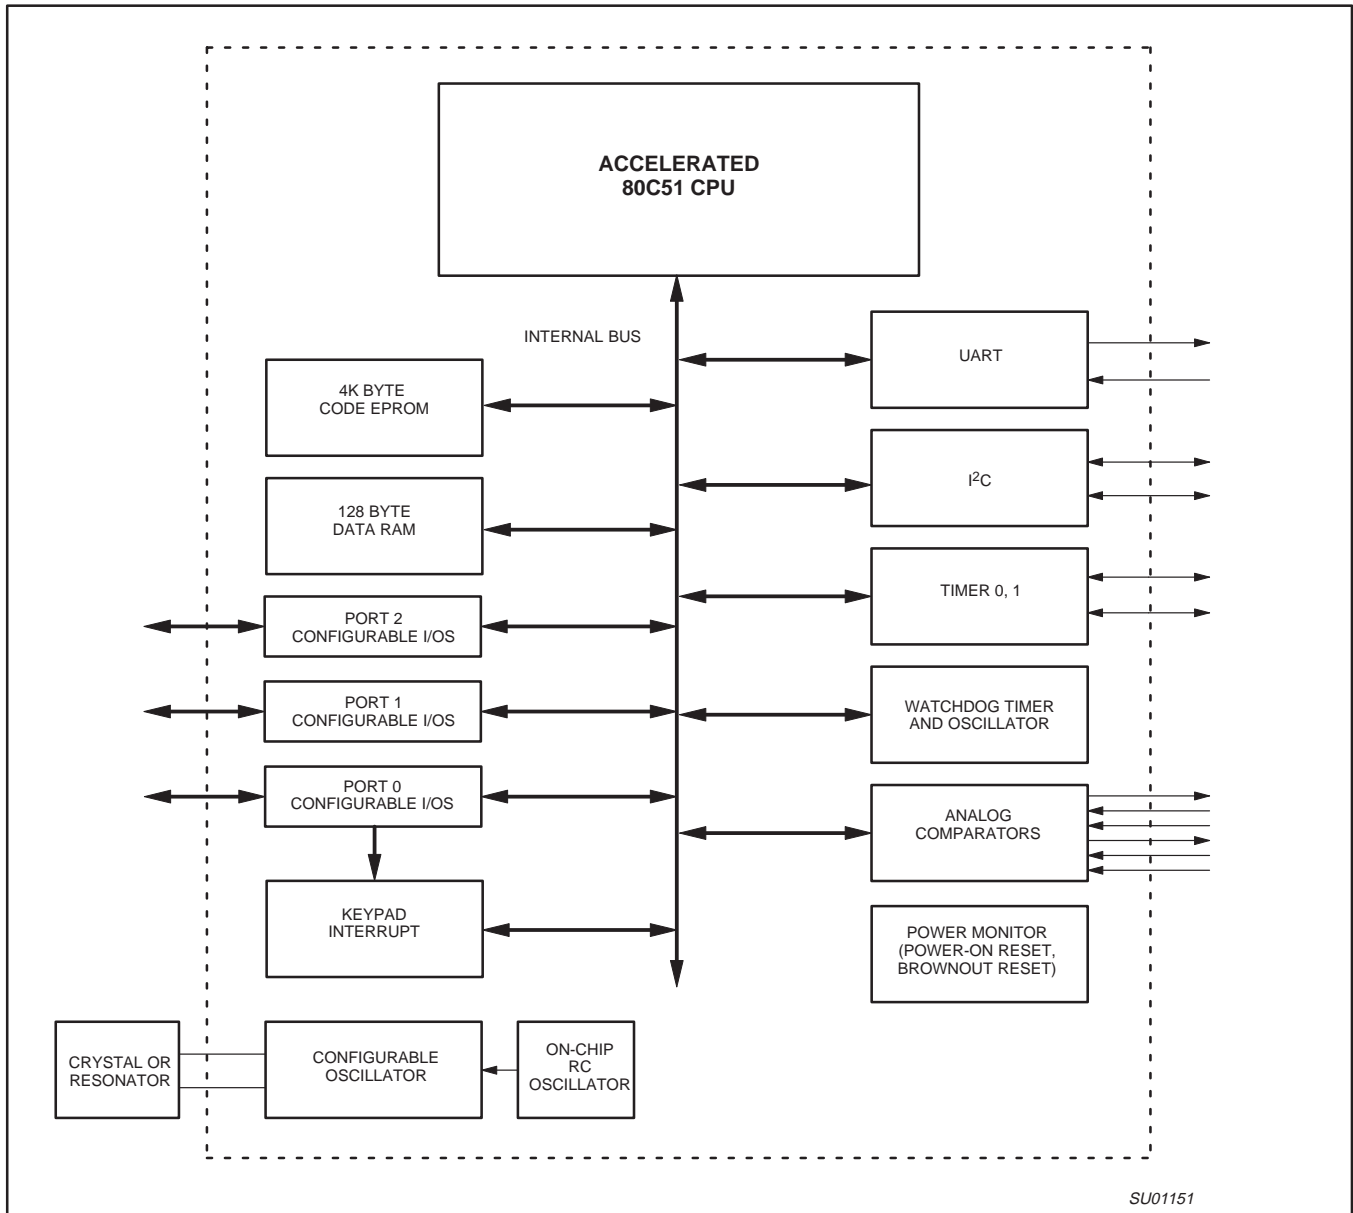 ACCELERATED
80C51 CPU
INTERNAL BUS
UART
4K BYTE
CODE EPROM
I²C
128 BYTE
DATA RAM
TIMER 0, 1
PORT 2
CONFIGURABLE I/OS
PORT 1
CONFIGURABLE I/OS
WATCHDOG TIMER
AND OSCILLATOR
PORT 0
CONFIGURABLE I/OS
ANALOG
COMPARATORS
KEYPAD
INTERRUPT
POWER MONITOR
(POWER-ON RESET,
BROWNOUT RESET)
CRYSTAL OR
RESONATOR
CONFIGURABLE
OSCILLATOR
ON-CHIP
RC
OSCILLATOR
SU01151